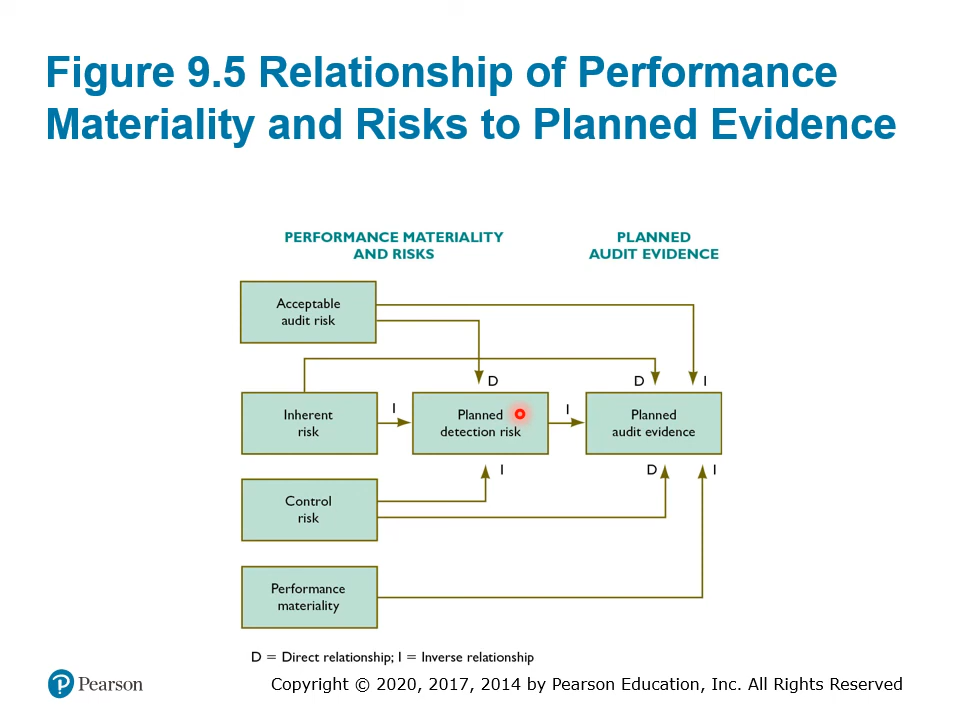 Figure 9.5 Relationship of Performance
Materiality and Risks to Planned Evidence
PERFORMANCE MATERIALITY
AND RISKS
PLANNED
AUDIT EVIDENCE
Acceptable
audit risk
D
D
I
Inherent
risk
I
Planned
detection risk
I
Planned
audit evidence
I
D
I
Control
risk
Performance
materiality
D = Direct relationship; I = Inverse relationship
Pearson
Copyright © 2020, 2017, 2014 by Pearson Education, Inc. All Rights Reserved